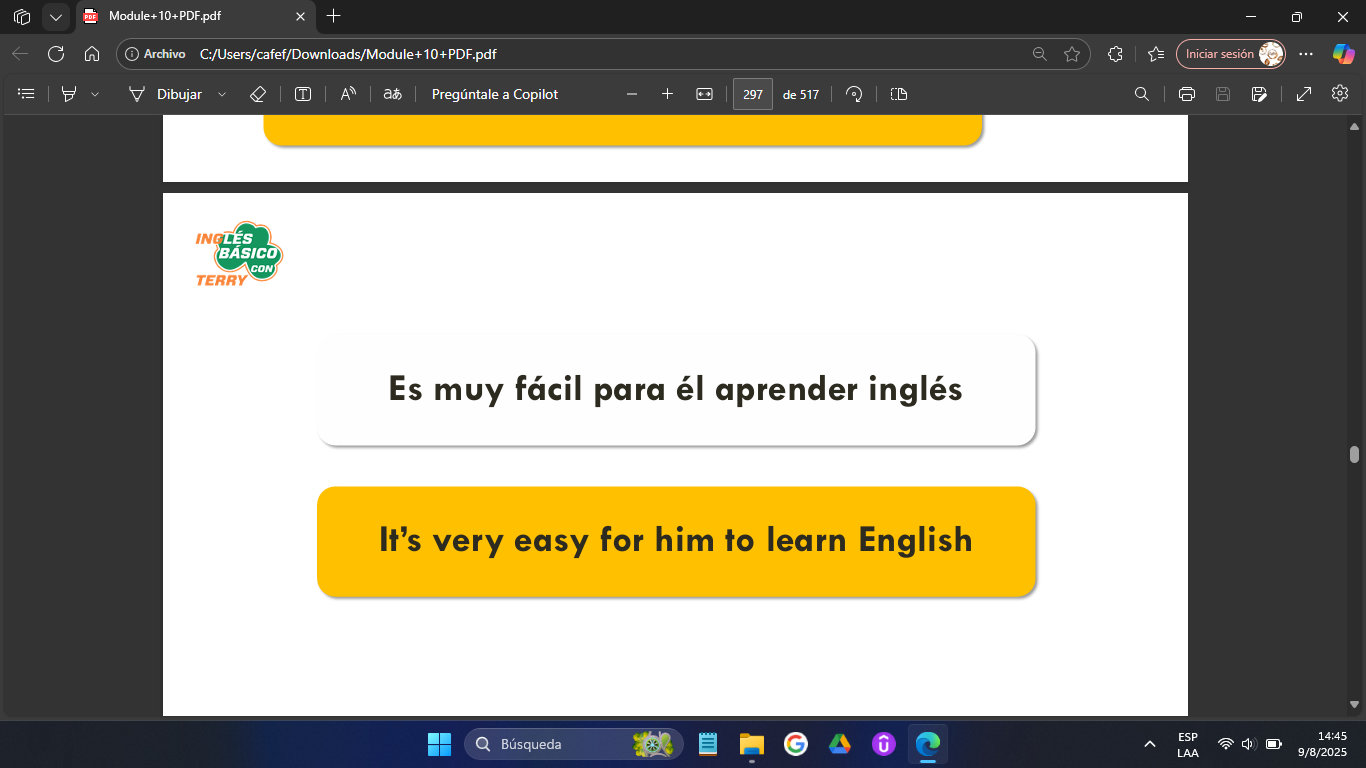 Module+10+PDF.pdf
Archivo C:/Users/cafef/Downloads/Module+10+PDF.pdf Iniciar sesión
Dibujar Pregúntale a Copilot 297 de 517
INGLÉS
BÁSICO
CON
TERRY
Es muy fácil para él aprender inglés
It's very easy for him to learn English
Búsqueda
ESP
LAA
14:45
9/8/2025